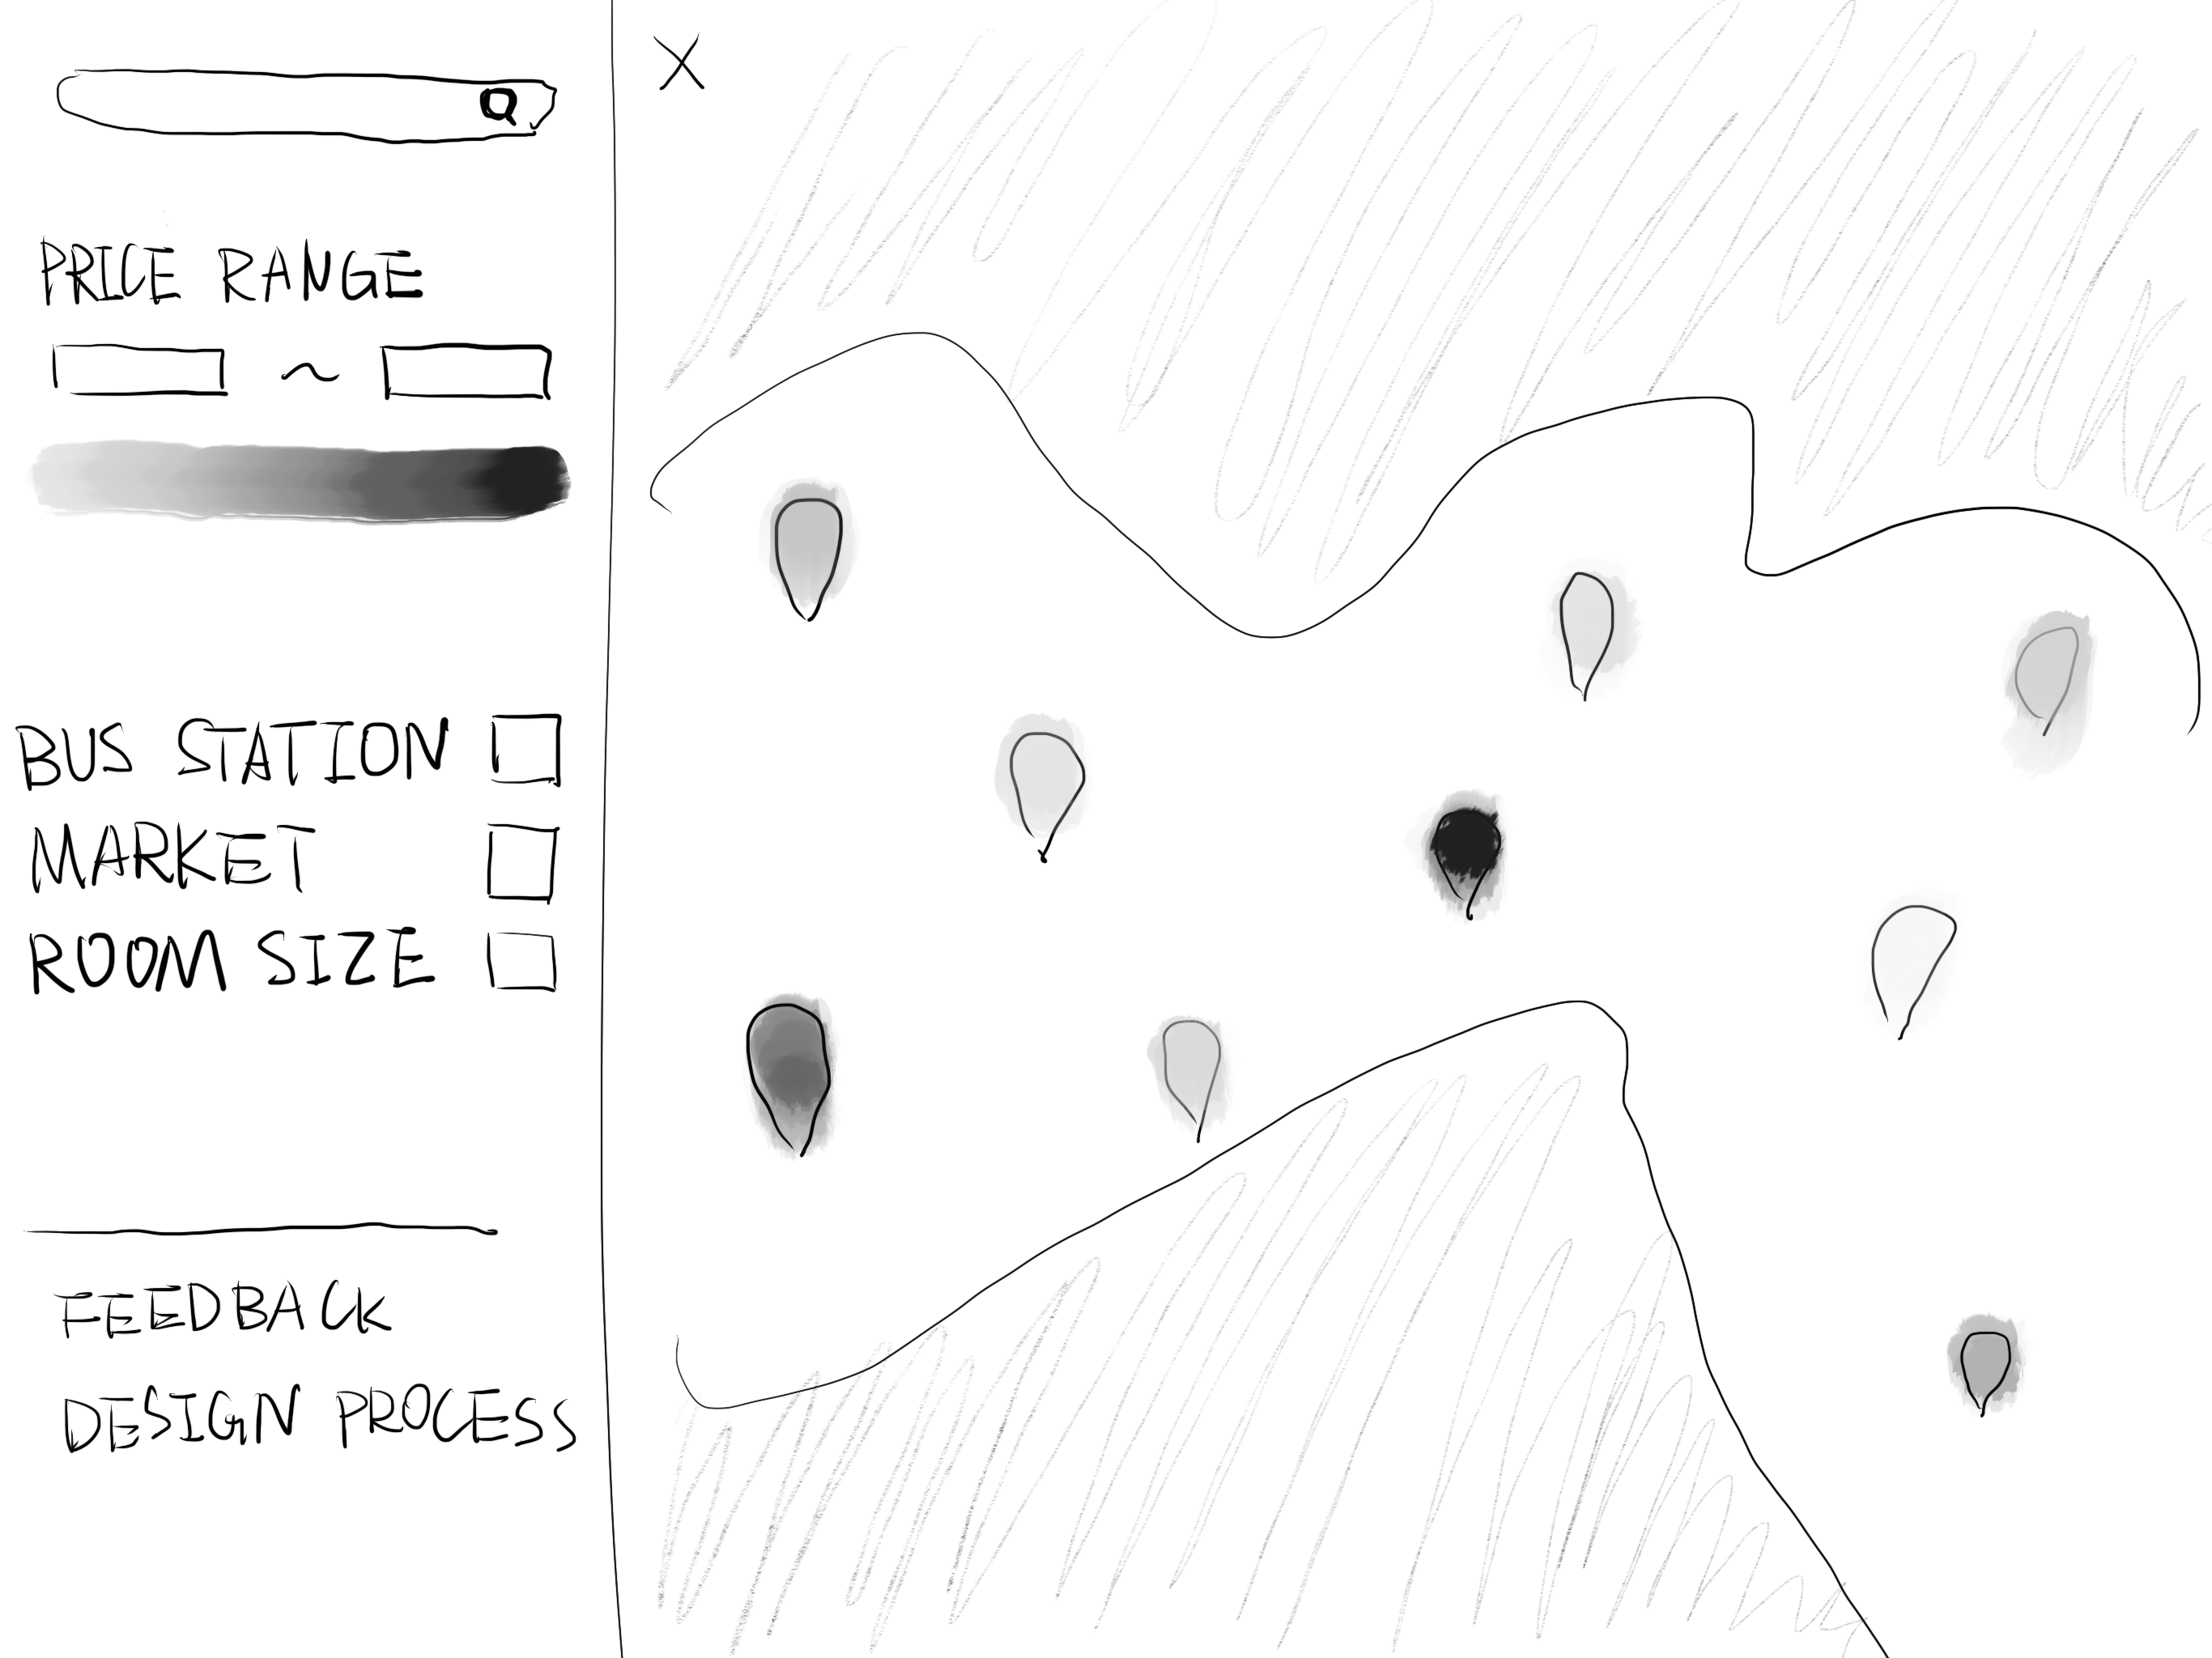 X
PRICE RANGE
~
BUS STATION
MARKET
ROOM SIZE
FEEDBACK
DESIGN PROCESS